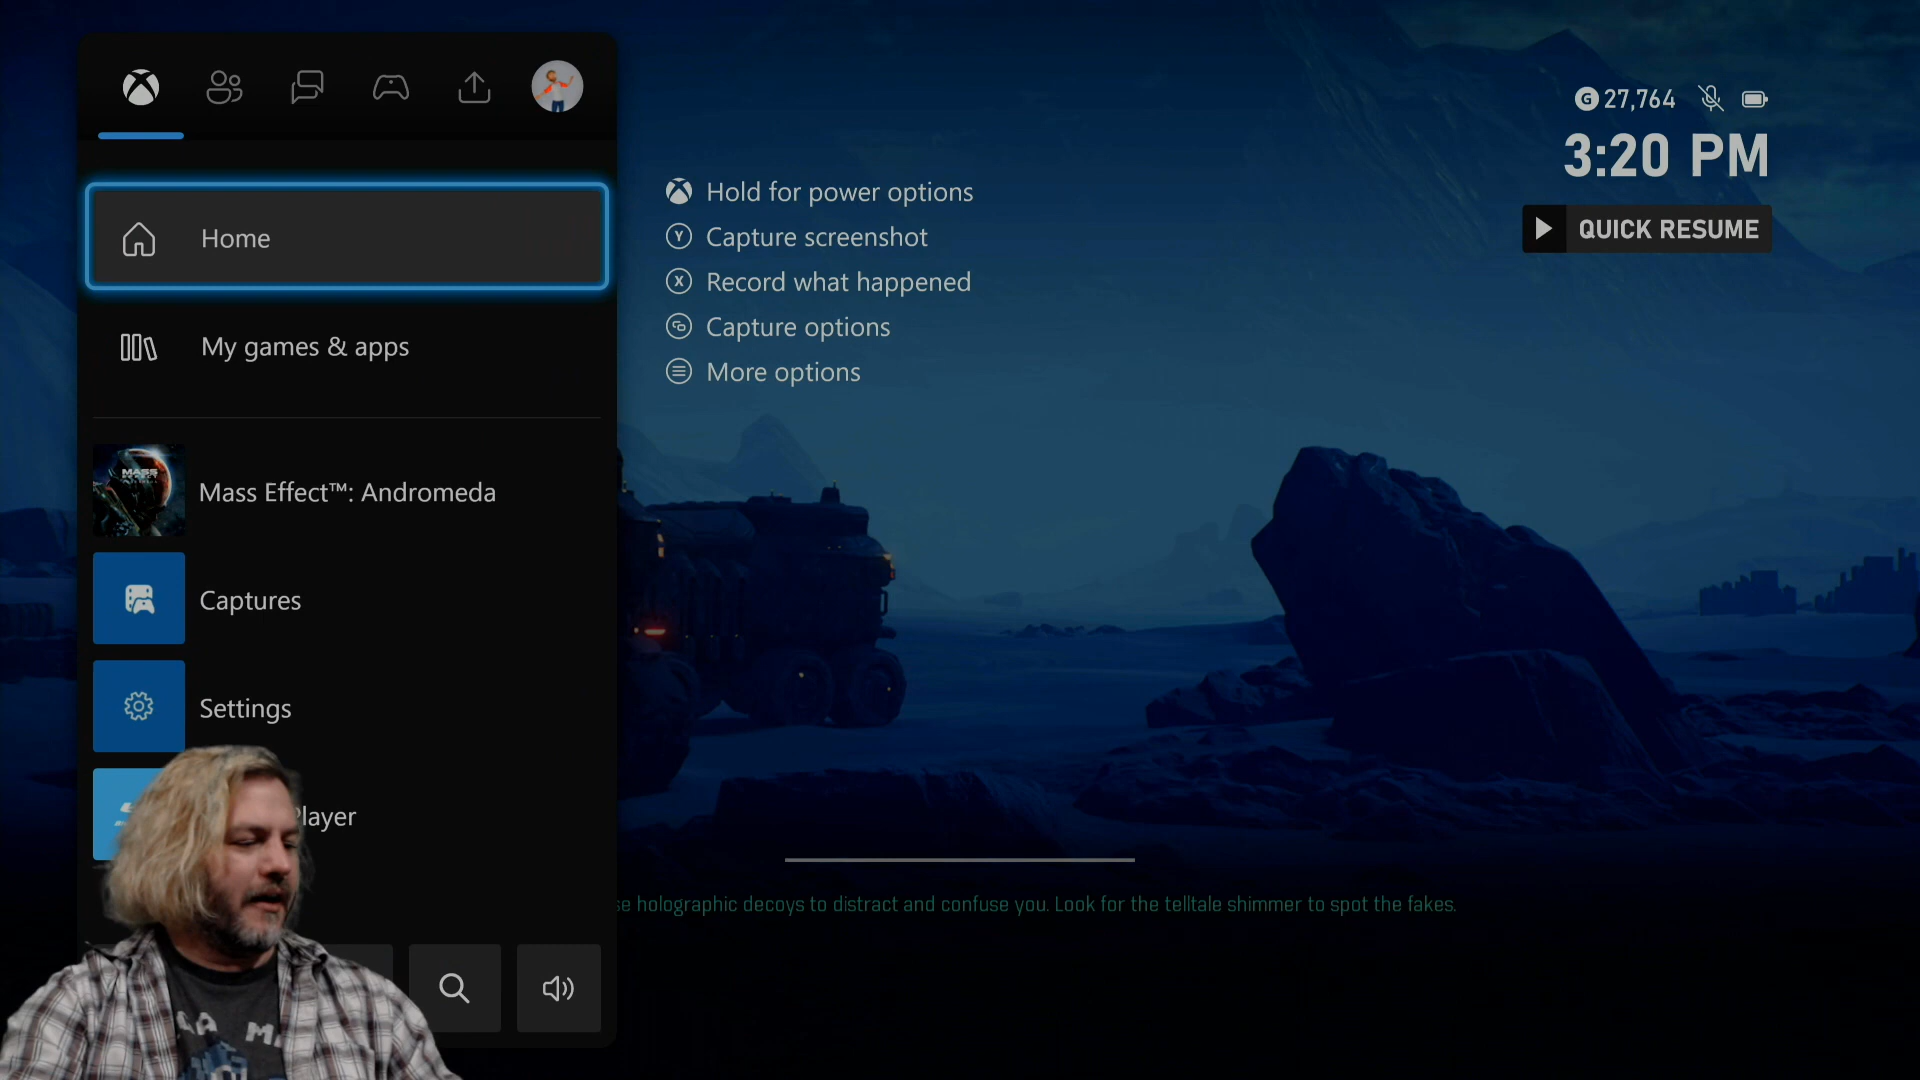 G 27,764
3:20 PM
QUICK RESUME
Hold for power options
Y Capture screenshot
X Record what happened
Capture options
More options
Home
My games & apps
MASS EFFECT
Mass Effect™: Andromeda
Captures
Settings
layer
holographic decoys to distract and confuse you. Look for the telltale shimmer to spot the fakes.